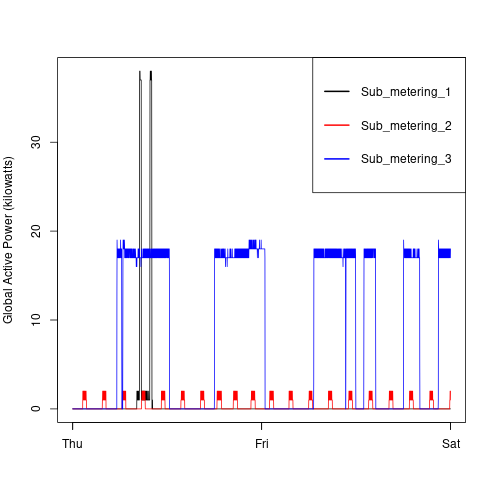 Global Active Power (kilowatts)
30
20
10
0
Sub_metering_1
Sub_metering_2
Sub_metering_3
Thu
Fri
Sat